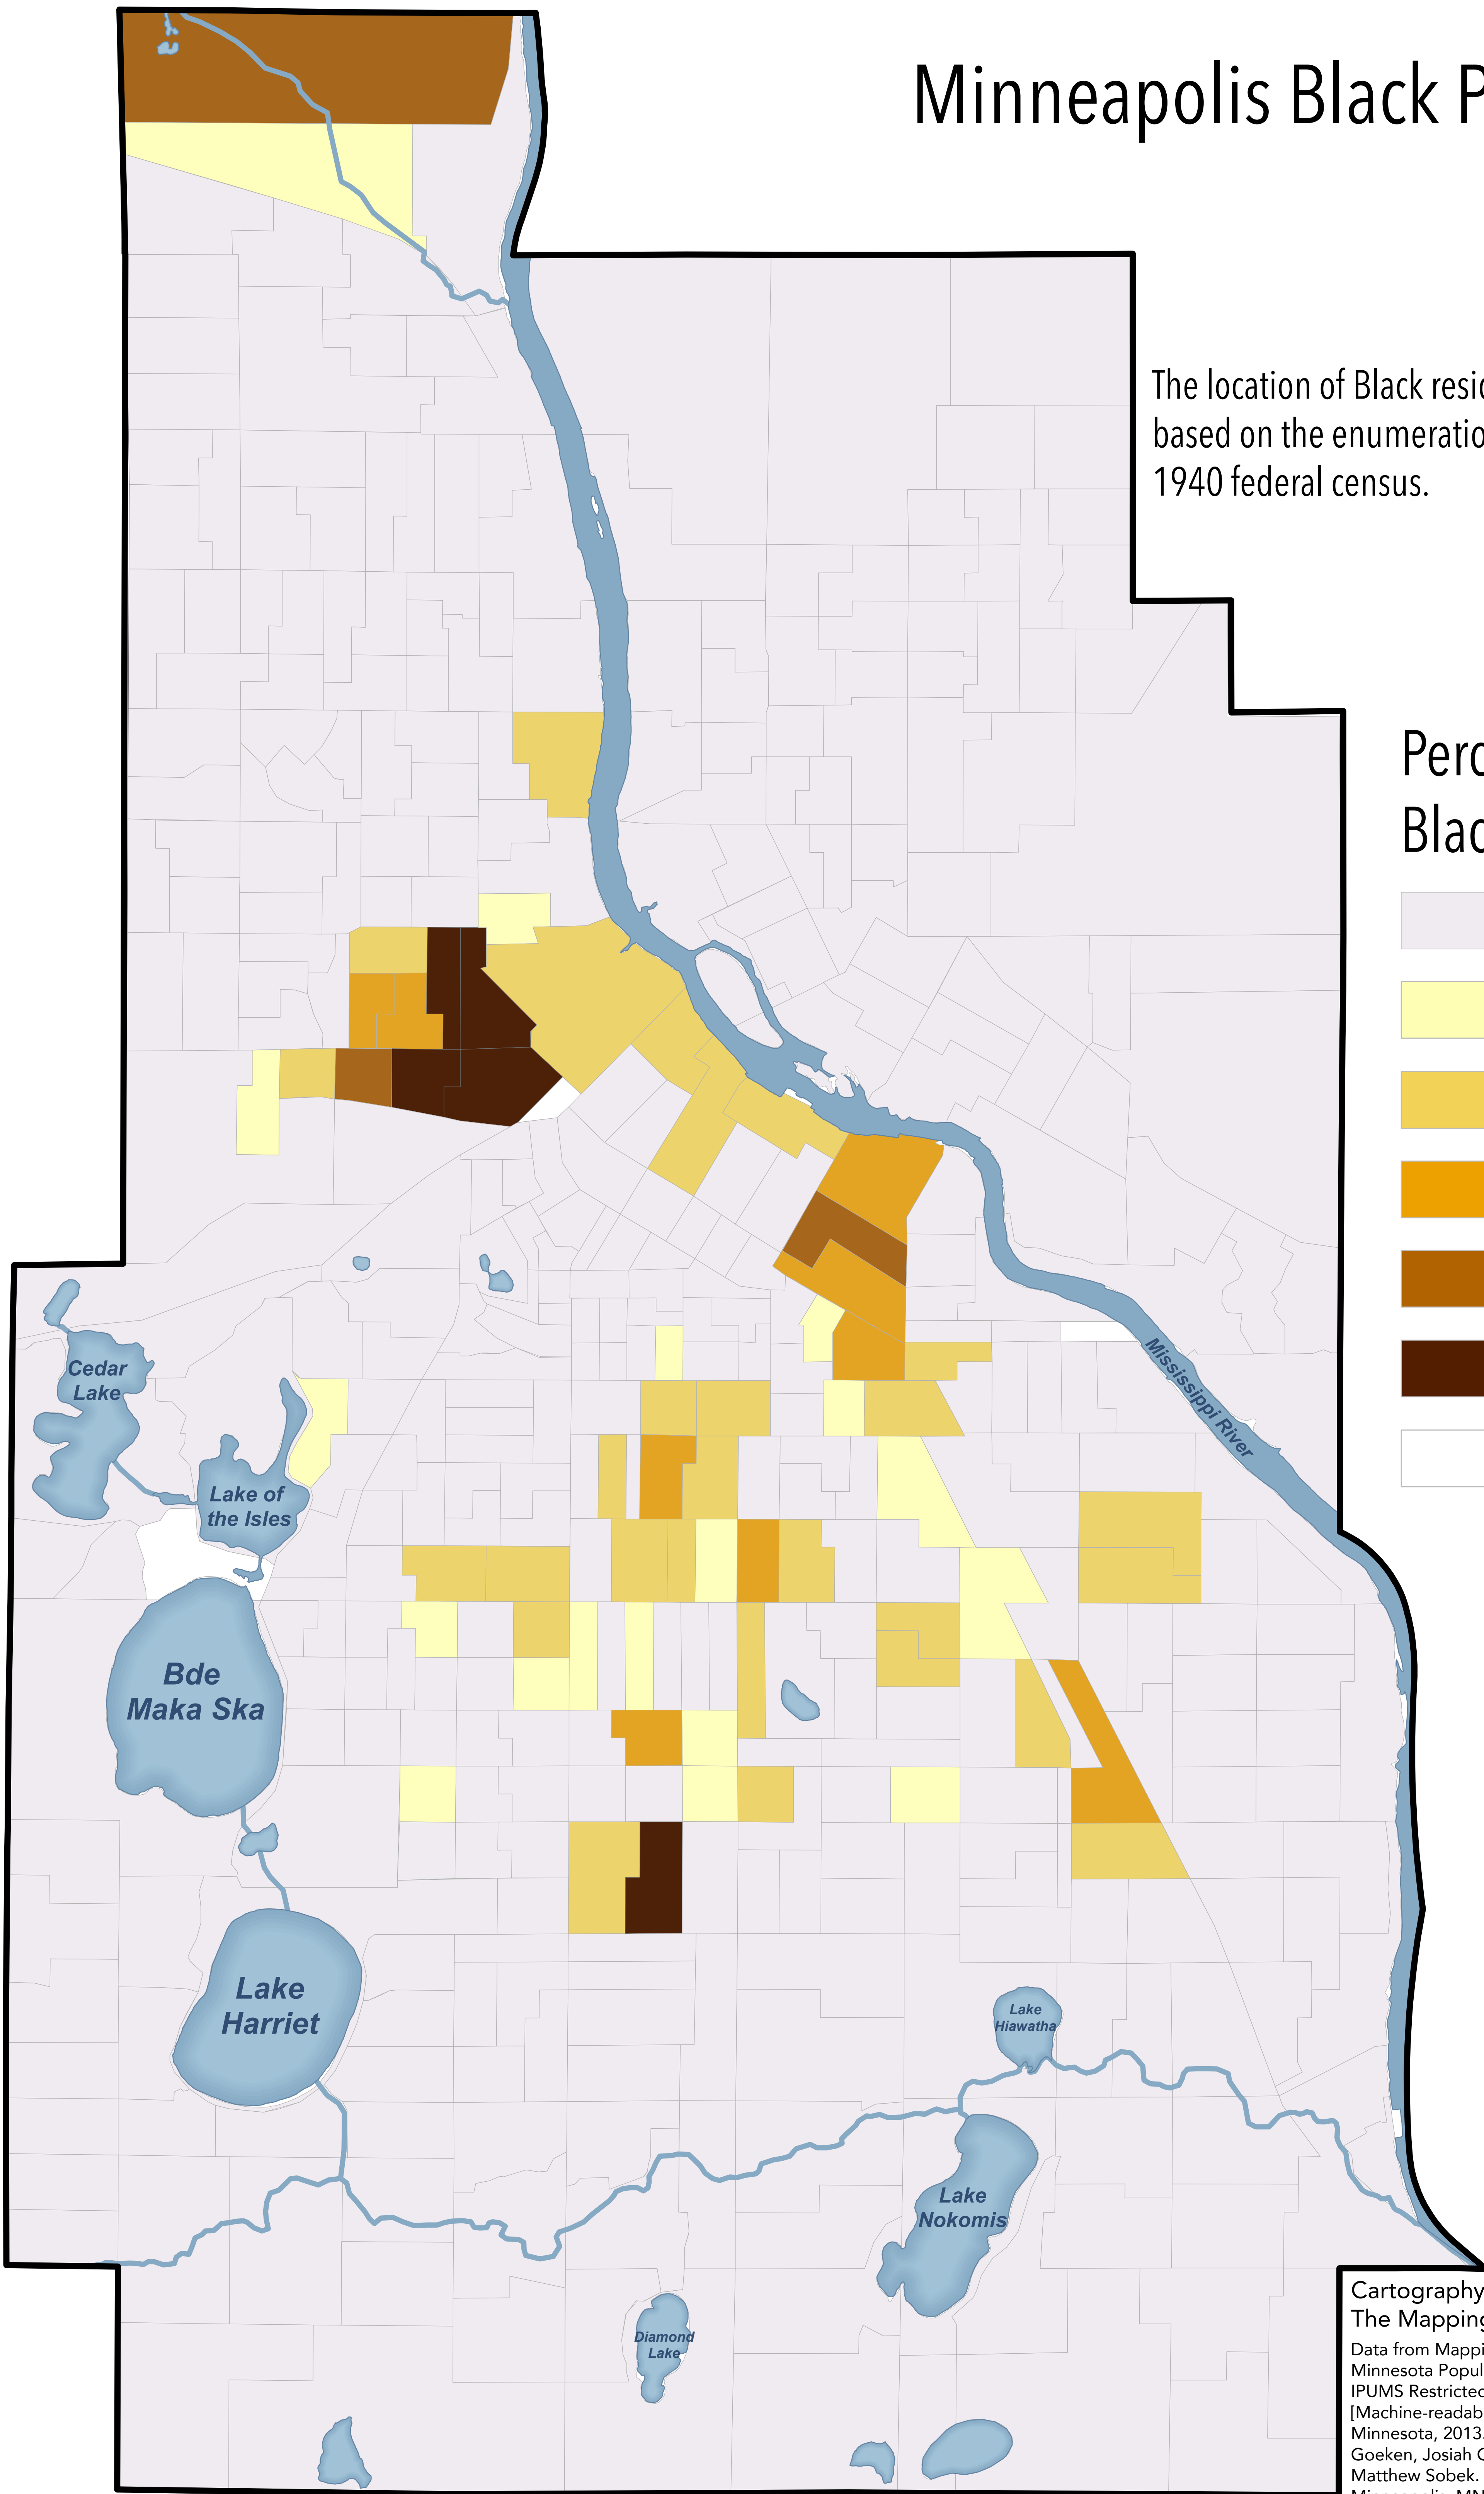 Minneapolis Black P
The location of Black resid
based on the enumeratio
1940 federal census.
Perc
Blac
Mississippi River
Cedar
Lake
Lake of
the Isles
Bde
Maka Ska
Lake
Harriet
Lake
Hiawatha
Lake
Nokomis
Diamond
Lake
Cartography
The Mapping
Data from Mappi
Minnesota Popul
IPUMS Restricted
[Machine-readab
Minnesota, 2013.
Goeken, Josiah G
Matthew Sobek.
Minneapolis, MN